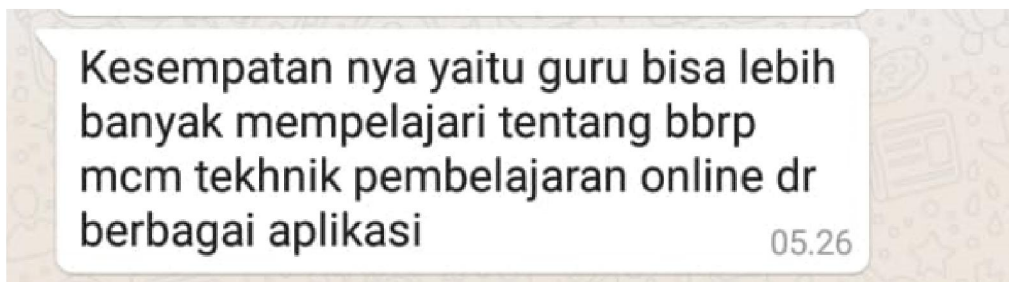 Kesempatan nya yaitu guru bisa lebih
banyak mempelajari tentang bbrp
mcm tekhnik pembelajaran online dr
berbagai aplikasi
05.26